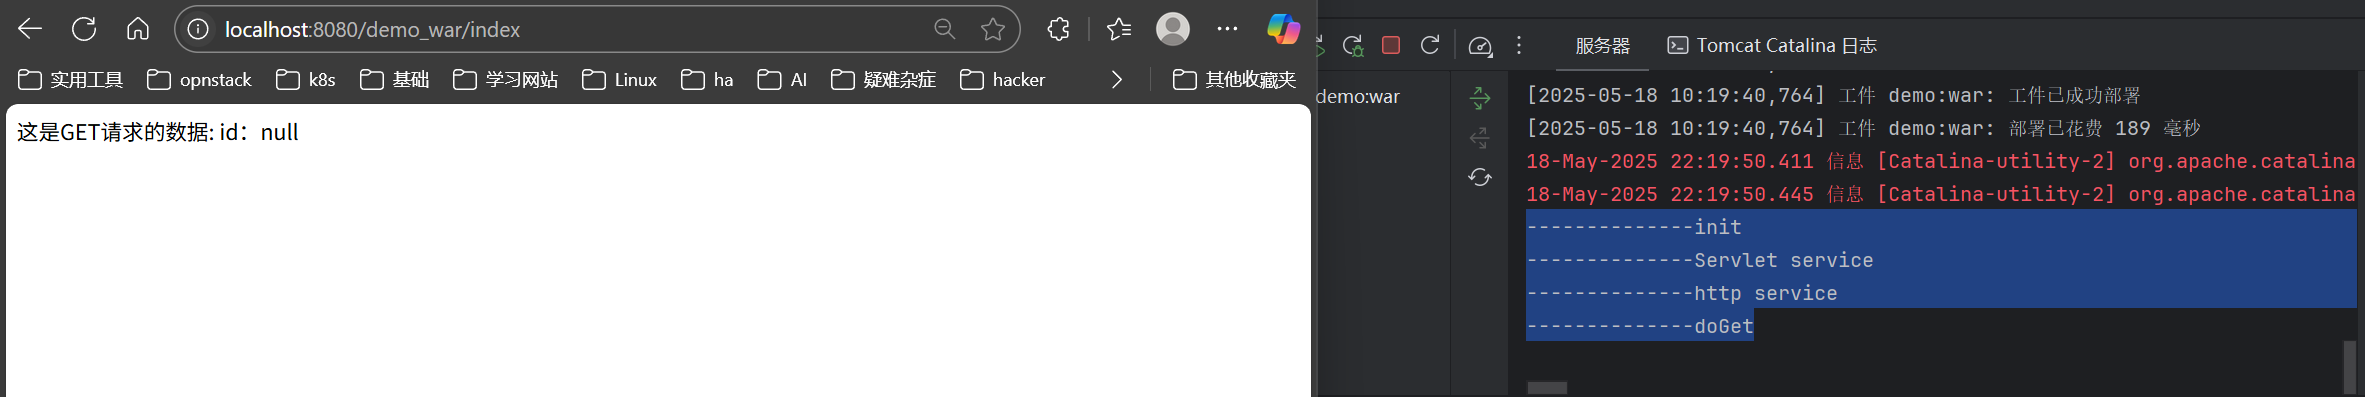 localhost:8080/demo_war/index
实用工具 opnstack k8s 基础 学习网站 Linux ha AI 疑难杂症 hacker 其他收藏夹
这是GET请求的数据: id：null
服务器 Tomcat Catalina 日志
demo:war
[2025-05-18 10:19:40,764] 工件 demo:war: 工件已成功部署
[2025-05-18 10:19:40,764] 工件 demo:war: 部署已花费 189 毫秒
18-May-2025 22:19:50.411 信息 [Catalina-utility-2] org.apache.catalina
18-May-2025 22:19:50.445 信息 [Catalina-utility-2] org.apache.catalina
--------------init
--------------Servlet service
--------------http service
--------------doGet